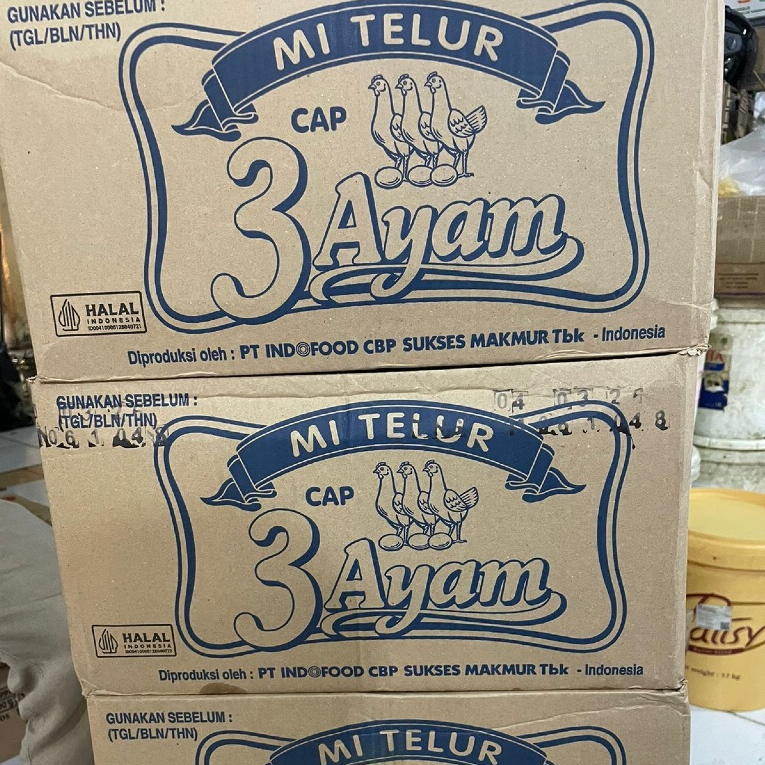 GUNAKAN SEBELUM :
(TGL/BLN/THN)
MI TELUR
CAP
3 Ayam
HALAL
INDONESIA
Diproduksi oleh : PT INDOFOOD CBP SUKSES MAKMUR Tbk - Indonesia
GUNAKAN SEBELUM :
(TGL/BLN/THN)
MI TELUR
CAP
3 Ayam
HALAL
INDONESIA
Diproduksi oleh : PT INDOFOOD CBP SUKSES MAKMUR Tbk - Indonesia
GUNAKAN SEBELUM :
(TGL/BLN/THN)
MI TELUR